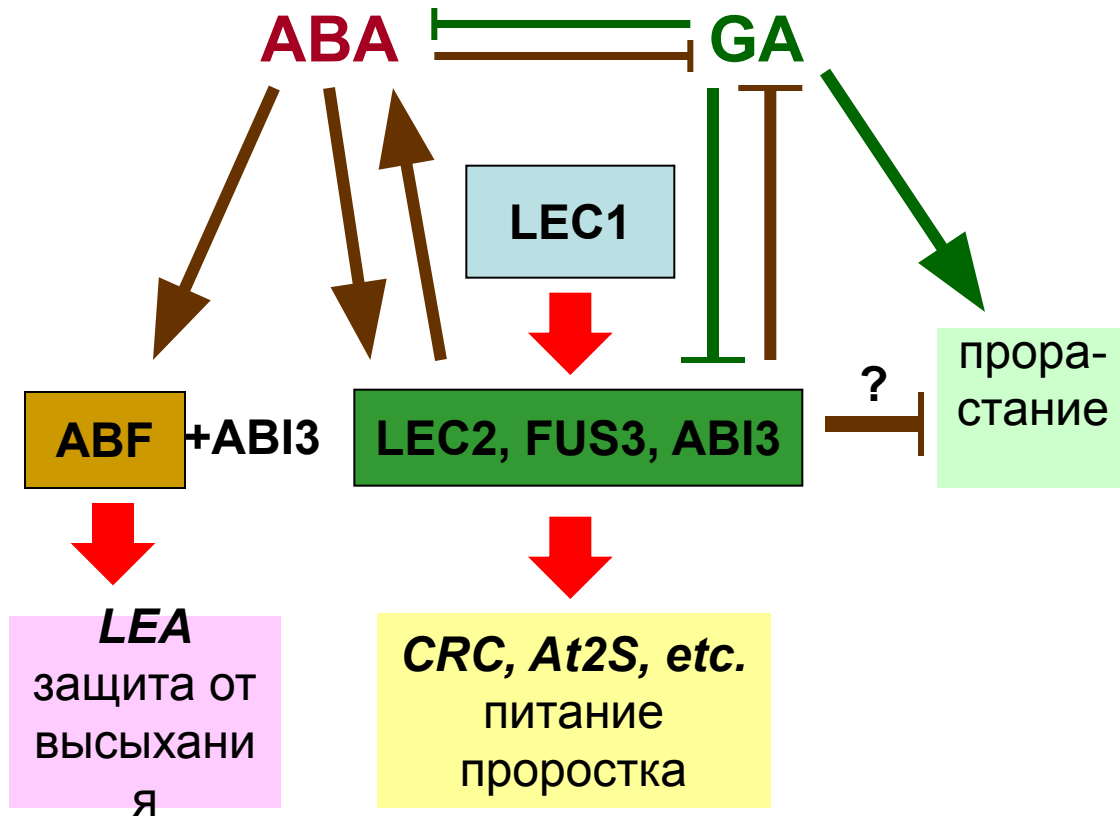 ABA
GA
LEC1
?
прора-
стание
ABF
+ABI3
LEC2, FUS3, ABI3
LEA
защита от
высыхани
я
CRC, At2S, etc.
питание
проростка